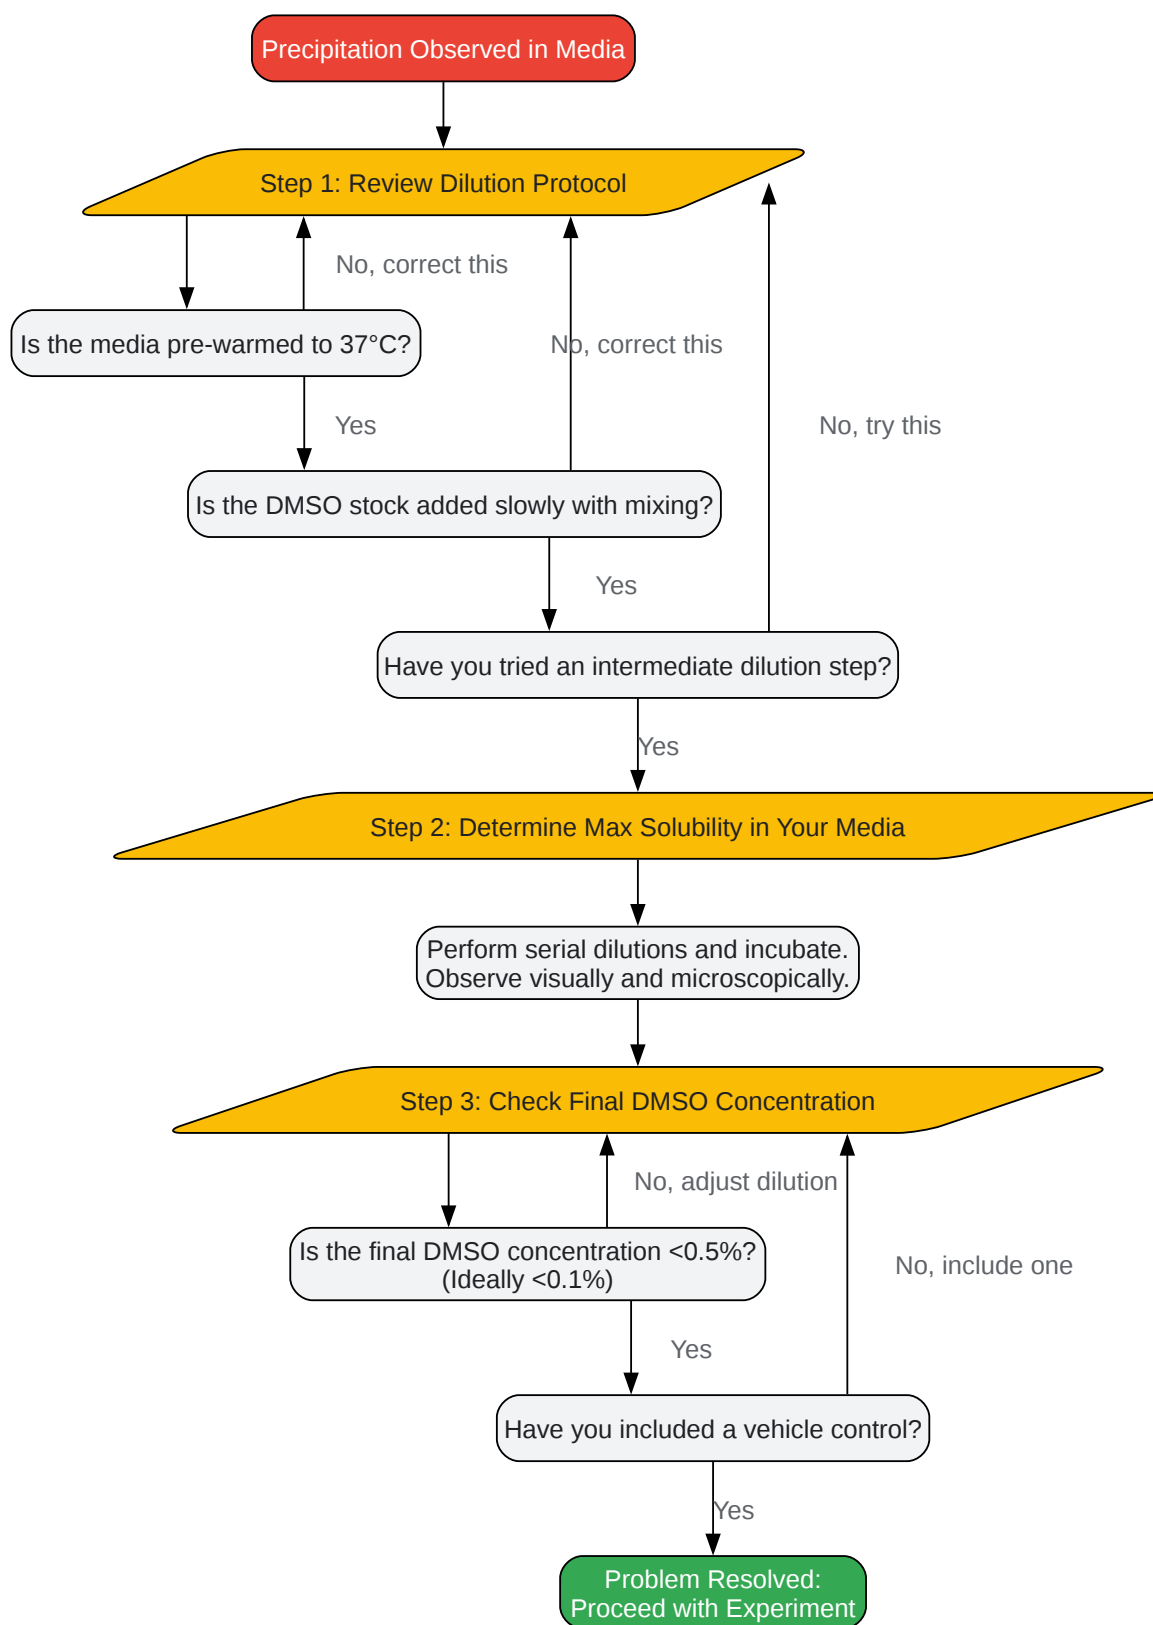 Precipitation Observed in Media
Step 1: Review Dilution Protocol
No, correct this
Is the media pre-warmed to 37°C?
No, correct this
Yes
No, try this
Is the DMSO stock added slowly with mixing?
Yes
Have you tried an intermediate dilution step?
Yes
Step 2: Determine Max Solubility in Your Media
Perform serial dilutions and incubate.
Observe visually and microscopically.
Step 3: Check Final DMSO Concentration
No, adjust dilution
Is the final DMSO concentration <0.5%?
(Ideally <0.1%)
No, include one
Yes
Have you included a vehicle control?
Yes
Problem Resolved:
Proceed with Experiment